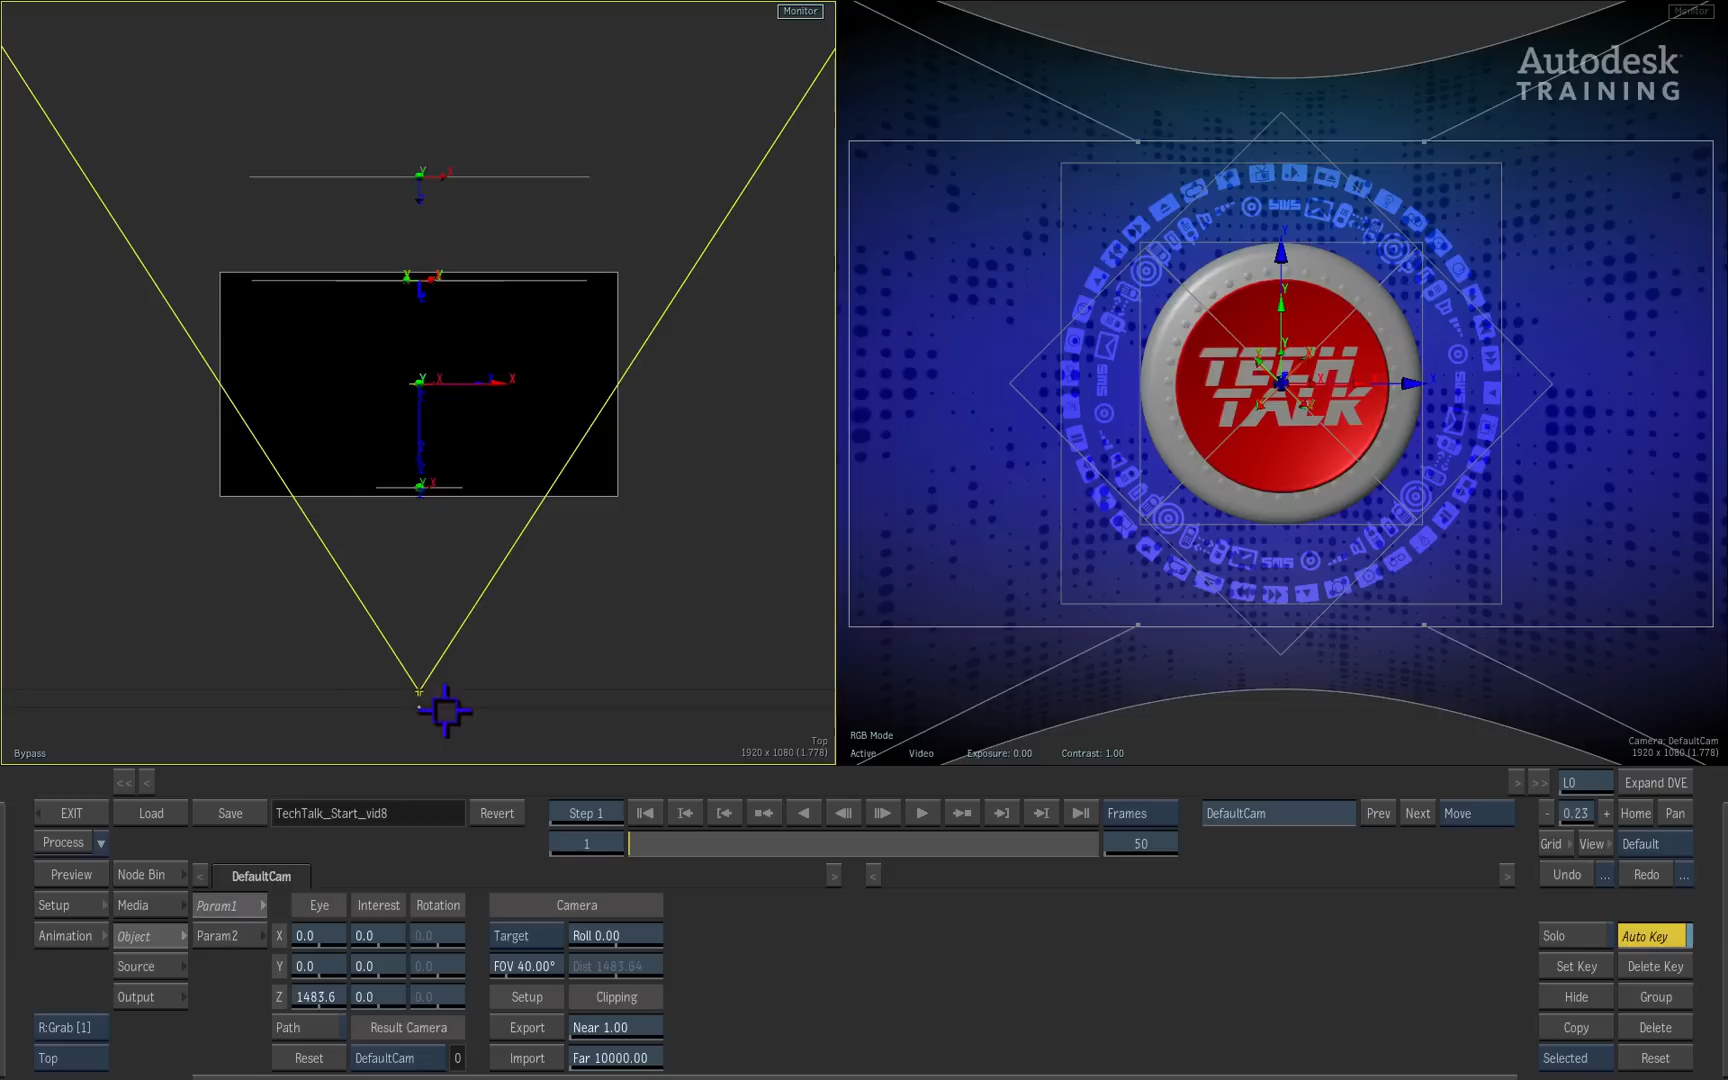 Monitor
Monitor
Autodesk
TRAINING
Y
X
Y
Y
Y
X
X
Y
X
SMS
SMS
SMS
SMS
TECH
TALK
Y
Y
Y
X
X
Bypass
Top
1920 x 1080 (1.778)
RGB Mode
Active Video Exposure: 0.00 Contrast: 1.00
Camera: DefaultCam
1920 x 1080 (1.778)
<< < > >> L0 Expand DVE
EXIT Load Save TechTalk_Start_vid8 Revert Step 1 Frames DefaultCam Prev Next Move - 0.23 + Home Pan
Process 1 50 Grid View Default
Preview Node Bin < DefaultCam > < > Undo ... Redo ...
Setup Media Param1 Eye Interest Rotation Camera
Animation Object Param2 X 0.0 0.0 0.0 Target Roll 0.00 Solo Auto Key
Source Y 0.0 0.0 0.0 FOV 40.00° Dist 1483.64 Set Key Delete Key
Output Z 1483.6 0.0 0.0 Setup Clipping Hide Group
R:Grab [1] Path Result Camera Export Near 1.00 Copy Delete
Top Reset DefaultCam 0 Import Far 10000.00 Selected Reset